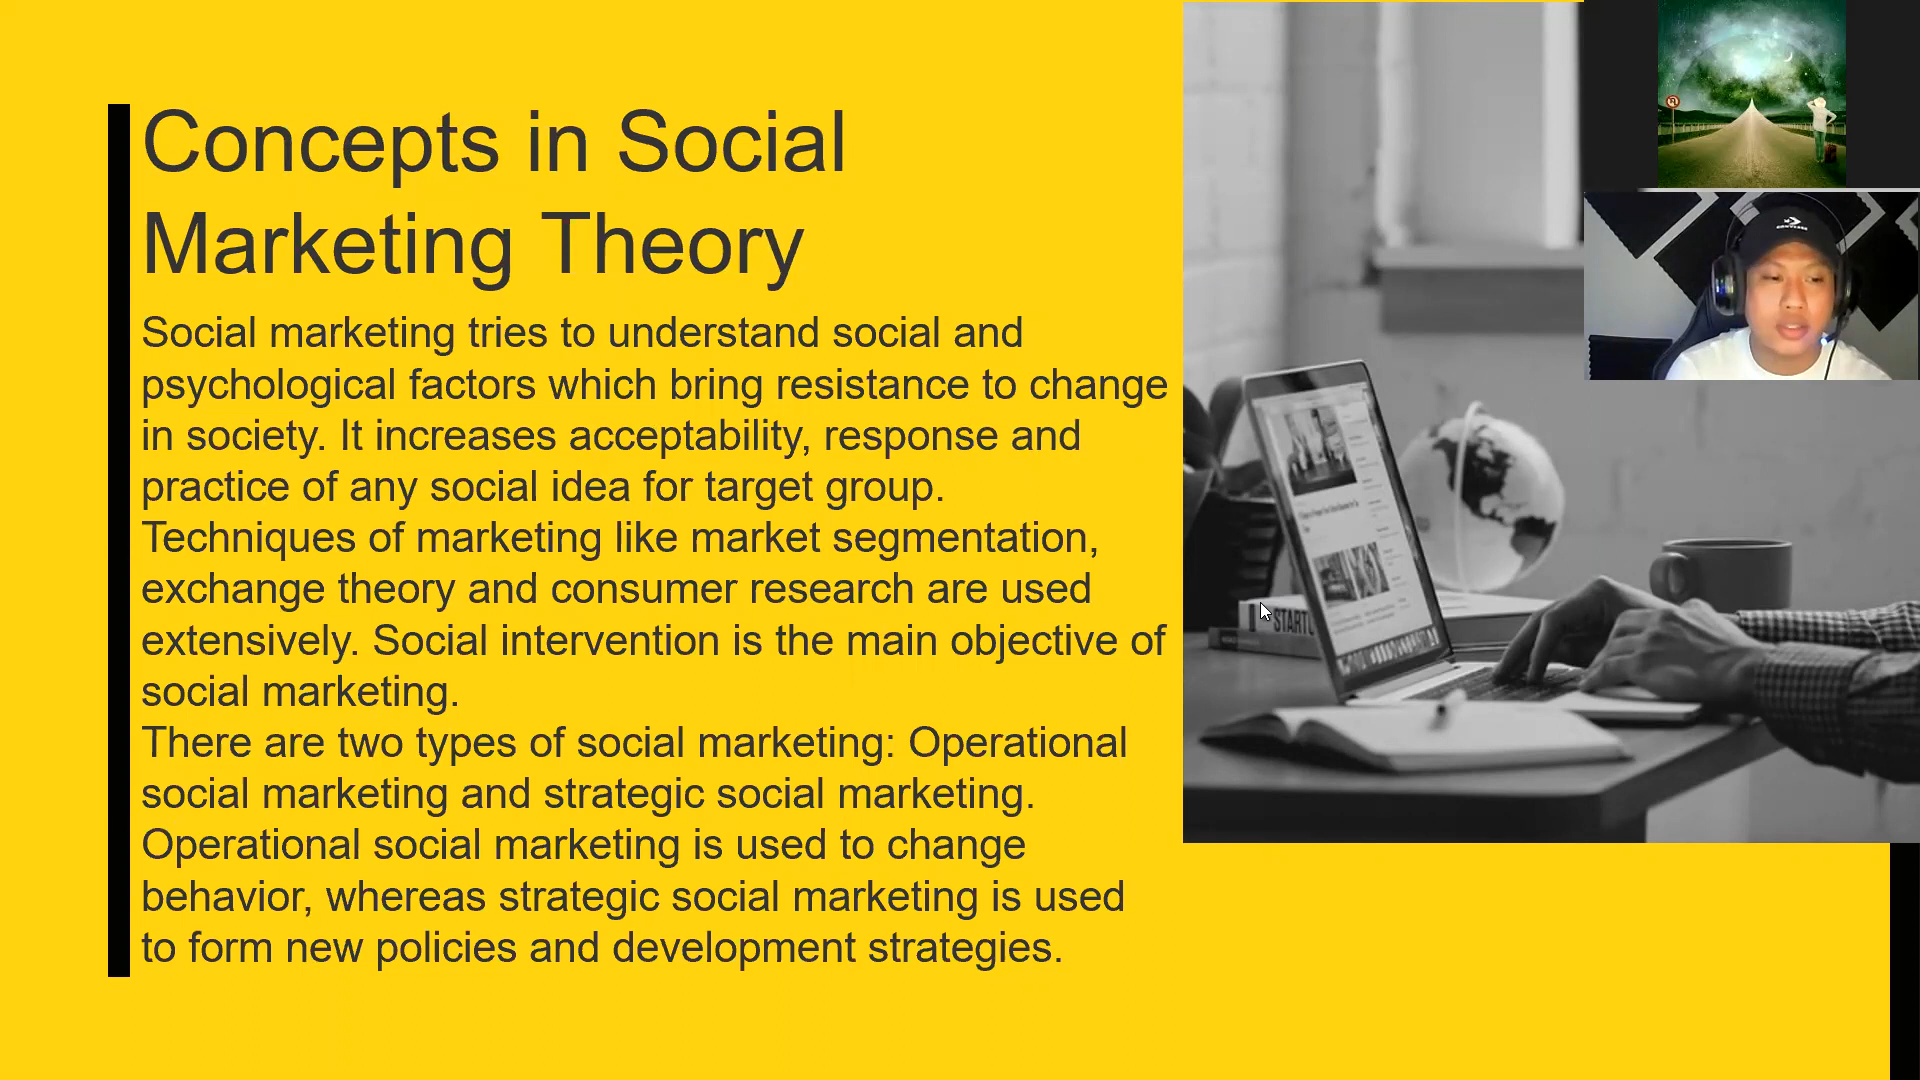 Concepts in Social
Marketing Theory
Social marketing tries to understand social and
psychological factors which bring resistance to change
in society. It increases acceptability, response and
practice of any social idea for target group.
Techniques of marketing like market segmentation,
exchange theory and consumer research are used
extensively. Social intervention is the main objective of
social marketing.
There are two types of social marketing: Operational
social marketing and strategic social marketing.
Operational social marketing is used to change
behavior, whereas strategic social marketing is used
to form new policies and development strategies.
CONVERSE
STARTU